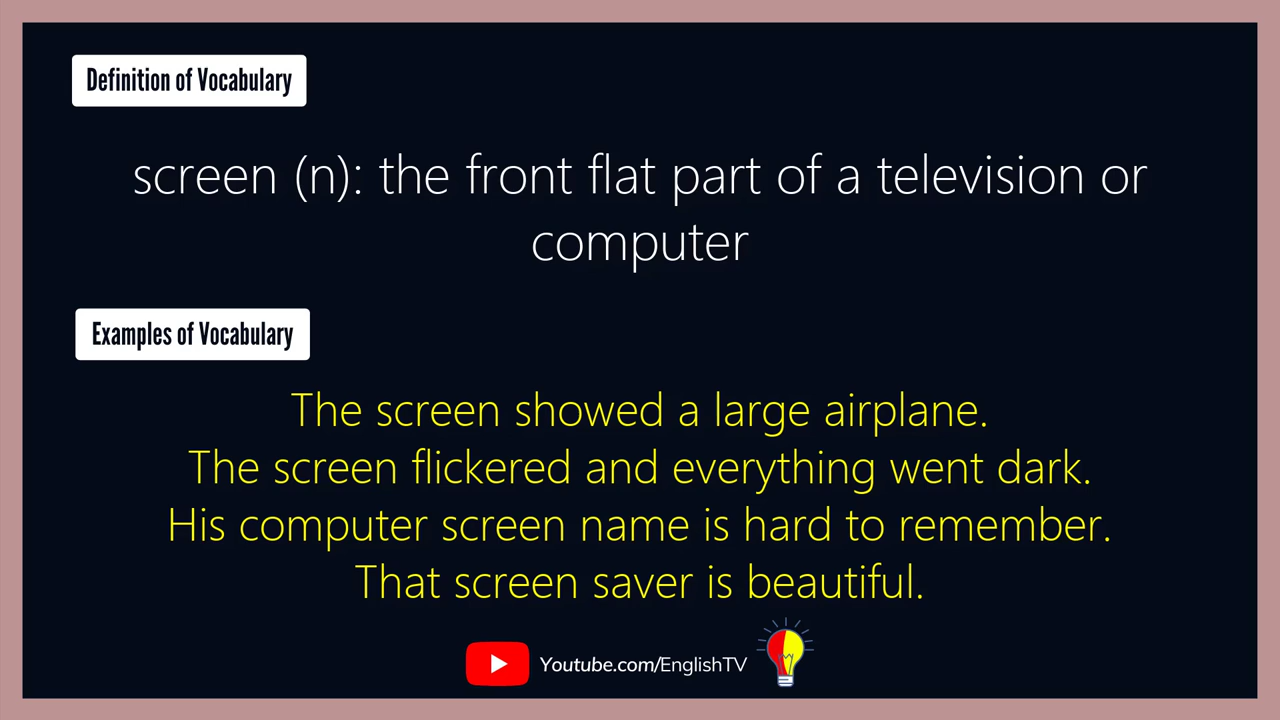 Definition of Vocabulary
screen (n): the front flat part of a television or
computer
Examples of Vocabulary
The screen showed a large airplane.
The screen flickered and everything went dark.
His computer screen name is hard to remember.
That screen saver is beautiful.
Youtube.com/EnglishTV